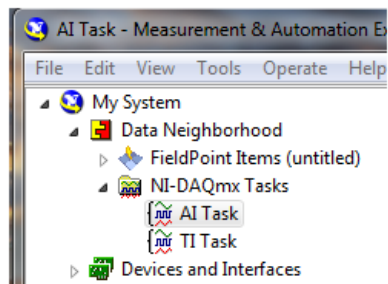 AI Task - Measurement & Automation Ex
File Edit View Tools Operate Help
My System
Data Neighborhood
FieldPoint Items (untitled)
NI-DAQmx Tasks
AI Task
TI Task
Devices and Interfaces